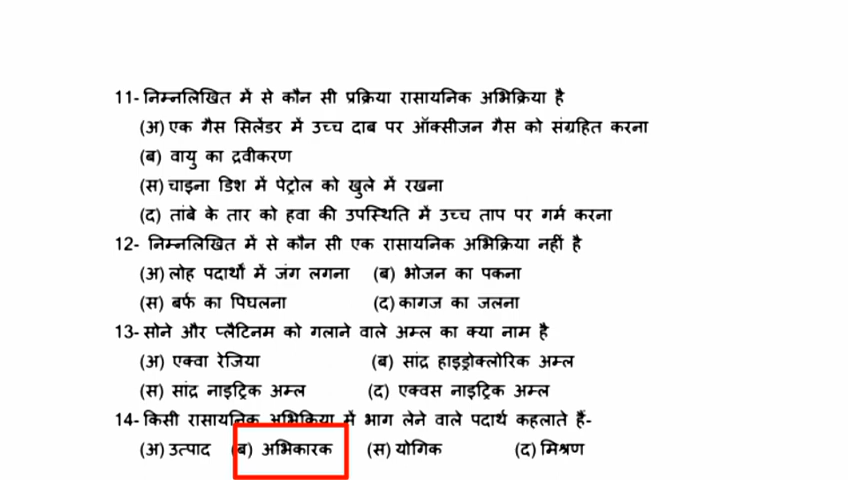 11- निम्नलिखित में से कौन सी प्रक्रिया रासायनिक अभिक्रिया है
(अ) एक गैस सिलेंडर में उच्च दाब पर ऑक्सीजन गैस को संग्रहित करना
(ब) वायु का द्रवीकरण
(स) चाइना डिश में पेट्रोल को खुले में रखना
(द) तांबे के तार को हवा की उपस्थिति में उच्च ताप पर गर्म करना
12- निम्नलिखित में से कौन सी एक रासायनिक अभिक्रिया नहीं है
(अ) लोह पदार्थो में जंग लगना (ब) भोजन का पकना
(स) बर्फ का पिघलना (द) कागज का जलना
13- सोने और प्लैटिनम को गलाने वाले अम्ल का क्या नाम है
(अ) एक्वा रेजिया (ब) सांद्र हाइड्रोक्लोरिक अम्ल
(स) सांद्र नाइट्रिक अम्ल (द) एक्वस नाइट्रिक अम्ल
14- किसी रासायनिक अभिक्रिया में भाग लेने वाले पदार्थ कहलाते हैं-
(अ) उत्पाद (ब) अभिकारक (स) योगिक (द) मिश्रण